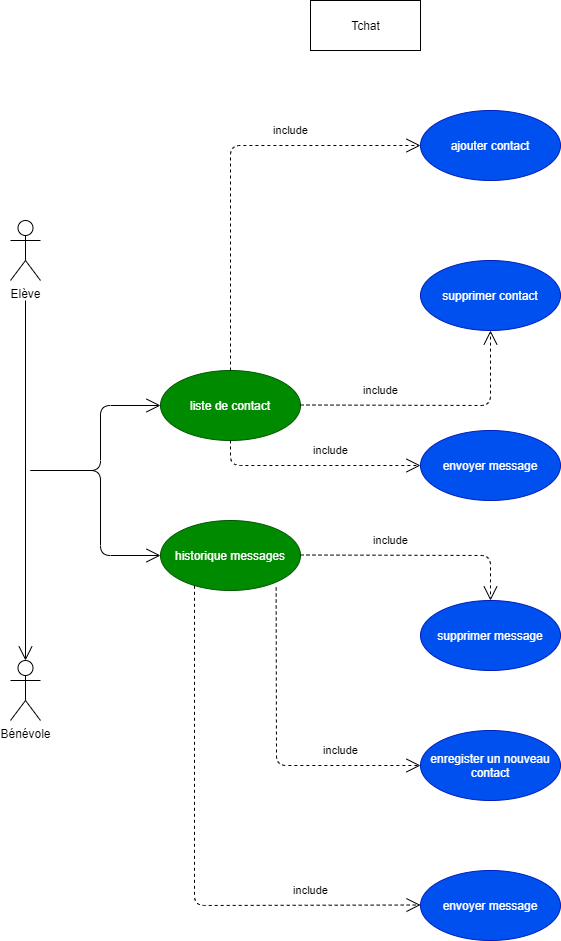 Tchat
include
ajouter contact
Elève
supprimer contact
include
liste de contact
include
envoyer message
include
historique messages
supprimer message
Bénévole
include
enregister un nouveau
contact
include
envoyer message